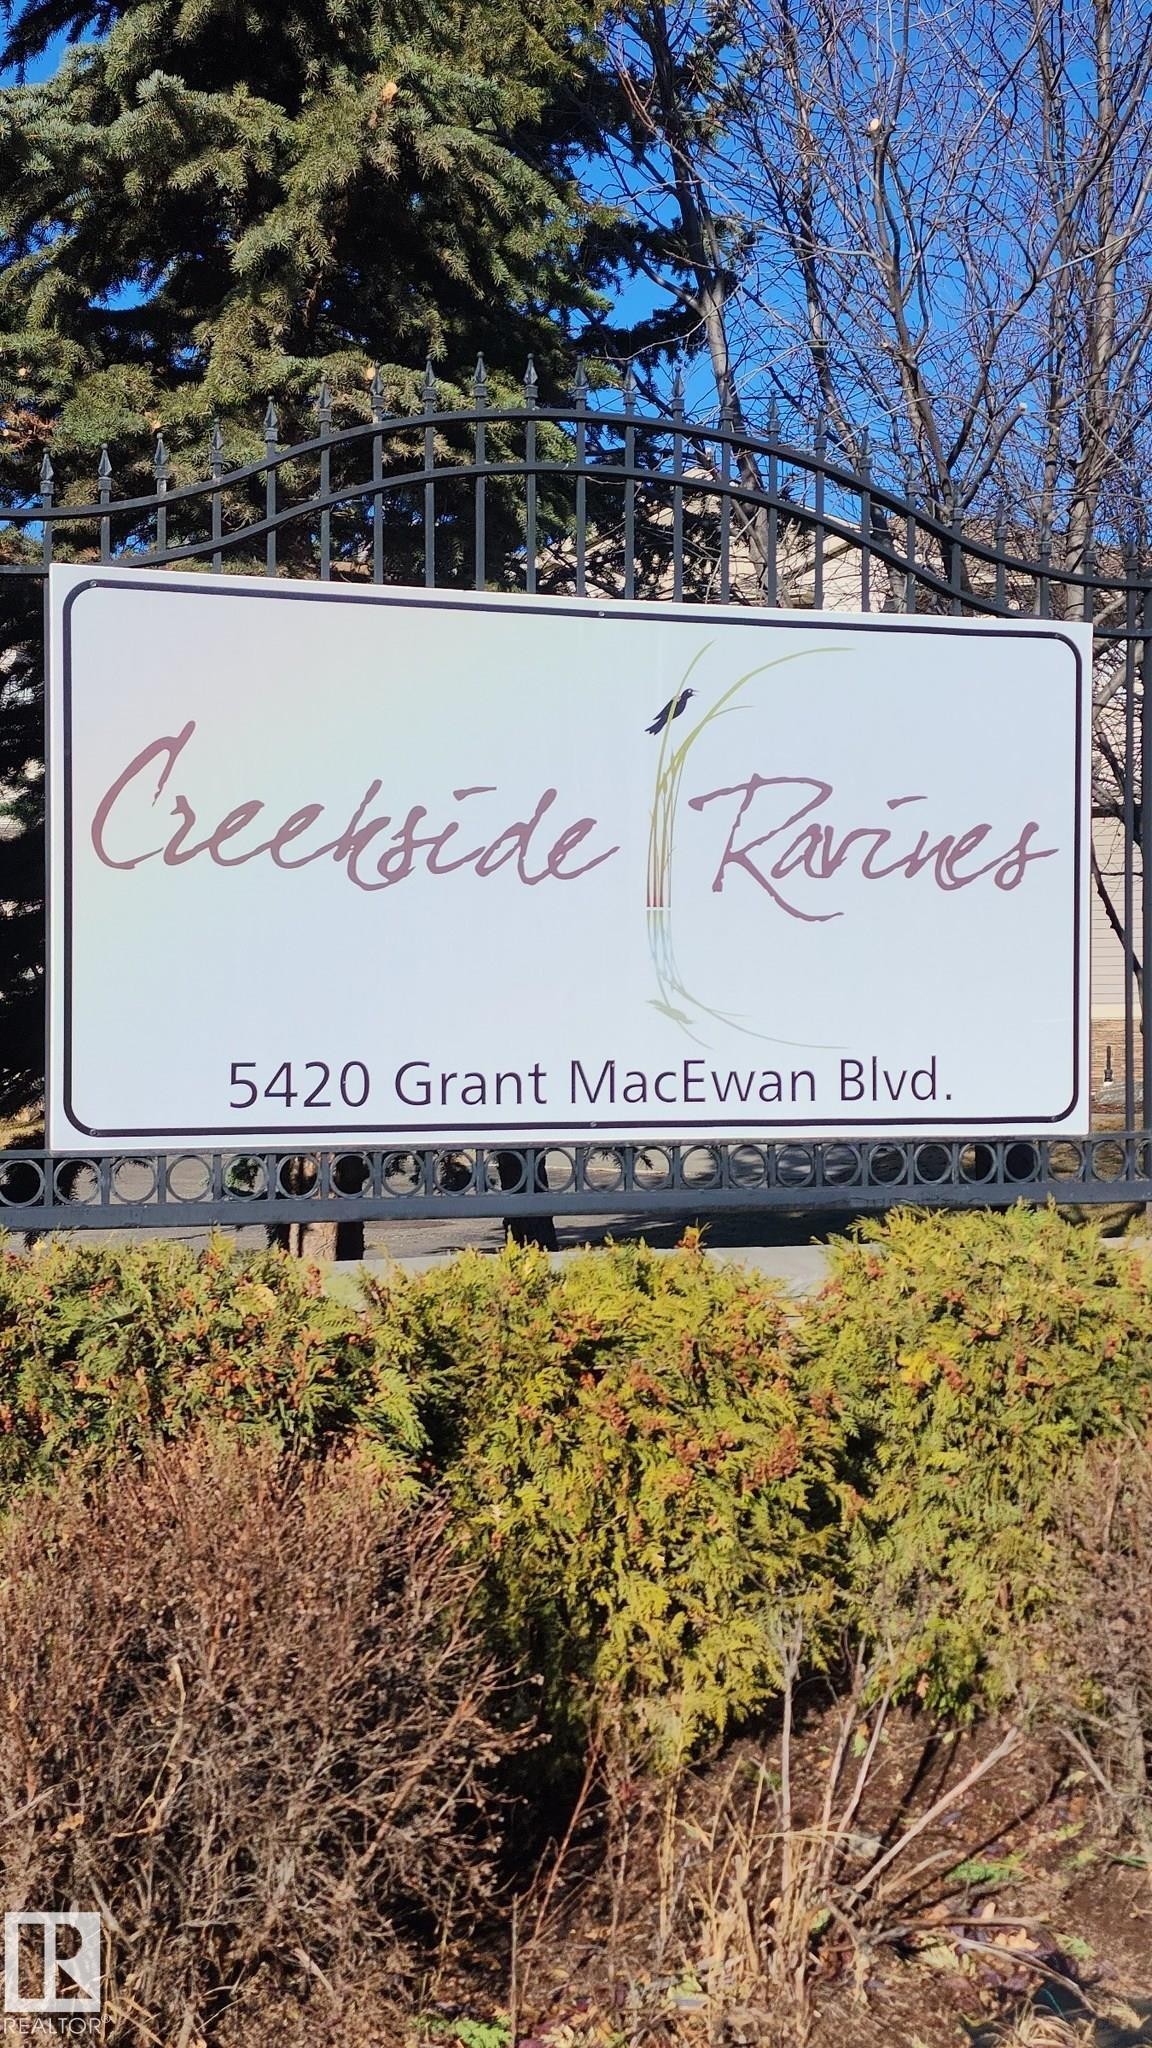 Creekside Ravines
5420 Grant MacEwan Blvd.
R
REALTOR®